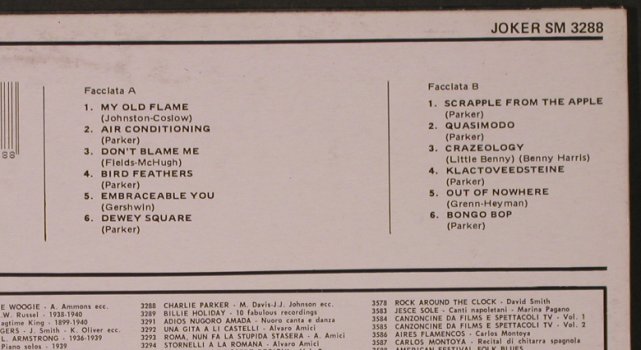 JOKER SM 3288
88
Facciata A
1. MY OLD FLAME
(Johnston-Coslow)
2. AIR CONDITIONING
(Parker)
3. DON'T BLAME ME
(Fields-McHugh)
4. BIRD FEATHERS
(Parker)
5. EMBRACEABLE YOU
(Gershwin)
6. DEWEY SQUARE
(Parker)
Facciata B
1. SCRAPPLE FROM THE APPLE
(Parker)
2. QUASIMODO
(Parker)
3. CRAZEOLOGY
(Little Benny) (Benny Harris)
4. KLACTOVEEDSTEINE
(Parker)
5. OUT OF NOWHERE
(Grenn-Heyman)
6. BONGO BOP
(Parker)
E WOOGIE - A. Ammons ecc.
.W. Russel - 1938-1940
agtime King - 1899-1940
GERS - J. Smith - K. Oliver ecc.
L. ARMSTRONG - 1936-1939
Piano solos - 1939
3288 CHARLIE PARKER - M. Davis-J.J. Johnson ecc.
3289 BILLIE HOLIDAY - 10 fabulous recordings
3291 ADIOS NUGORO AMADA - Nuoro canta e danza
3292 UNA GITA A LI CASTELLI - Alvaro Amici
3293 ROMA, NUN FA LA STUPIDA STASERA - A. Amici
3294 STORNELLI A LA ROMANA - Alvaro Amici
3578 ROCK AROUND THE CLOCK - David Smith
3583 JESCE SOLE - Canti napoletani - Marina Pagano
3584 CANZONCINE DA FILMS E SPETTACOLI TV - Vol. 1
3585 CANZONCINE DA FILMS E SPETTACOLI TV - Vol. 2
3586 AIRES FLAMENCOS - Carlos Montoya
3587 CARLOS MONTOYA - Recital di chitarra spagnola
3588 AMERICAN FESTIVAL FOLK BLUES